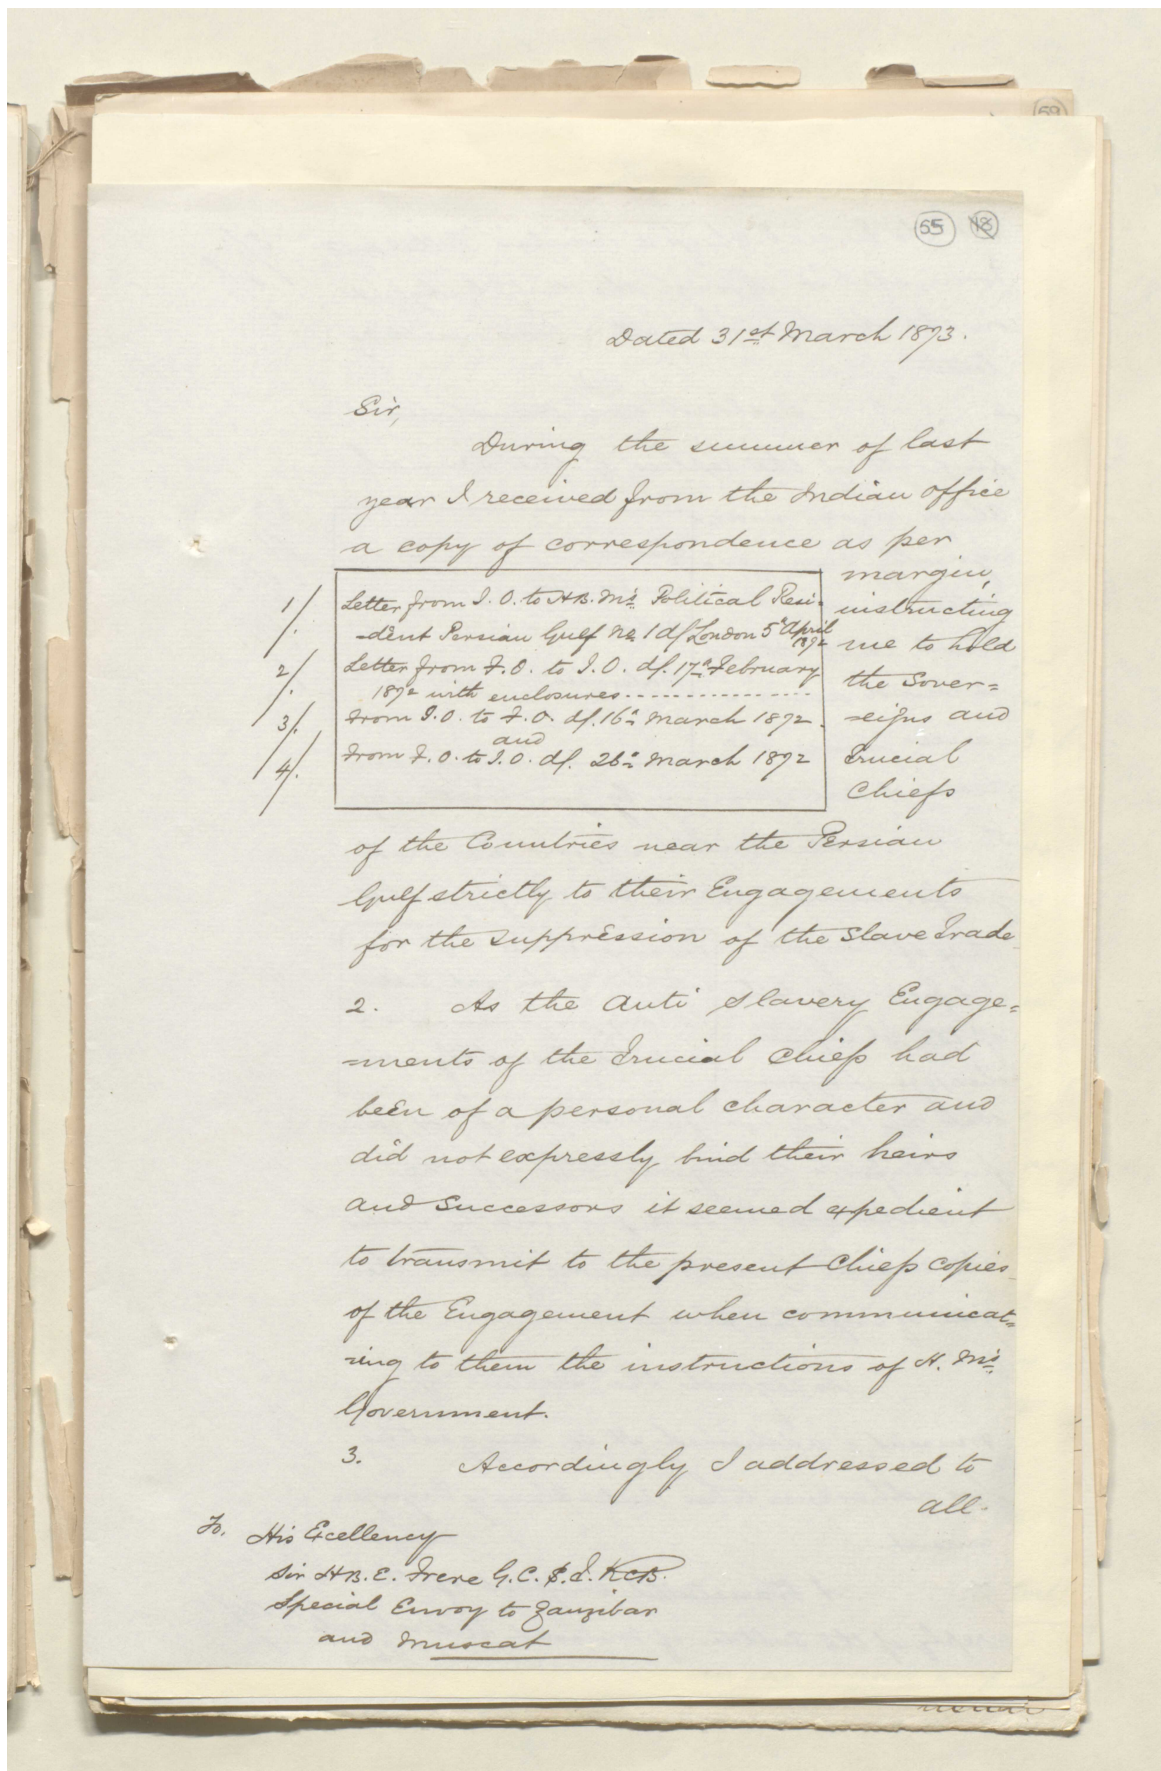 59
55 18
Dated 31st March 1873.
Sir,
During the summer of last
year I received from the Indian office
a copy of correspondence as per
margin,
instructing
me to hold
the Sover=
=eigns and
Trucial
Chiefs
1/. Letter from I. O. to H.B. M's Political Resi-
-dent Persian Gulf No 1 d/ London 5th April
1872
2/. Letter from F. O. to I. O. d/. 17th February
1872 with enclosures................
3/. From I. O. to F. O. d/. 16th March 1872.
and
4/. From F. O. to I. O. d/. 26th March 1872
of the Countries near the Persian
Gulf strictly to their Engagements
for the suppression of the Slave Trade
2. As the Anti Slavery Engage=
=ments of the Trucial Chiefs had
been of a personal character and
did not expressly bind their heirs
and successors it seemed expedient
to transmit to the present Chiefs copies
of the Engagement when communicat=
=ing to them the instructions of H. M's
Government.
3. Accordingly I addressed to
all-
To. His Excellency
Sir H.B. E. Frere G. C. S. I. KCB.
Special Envoy to Zanzibar
and Muscat